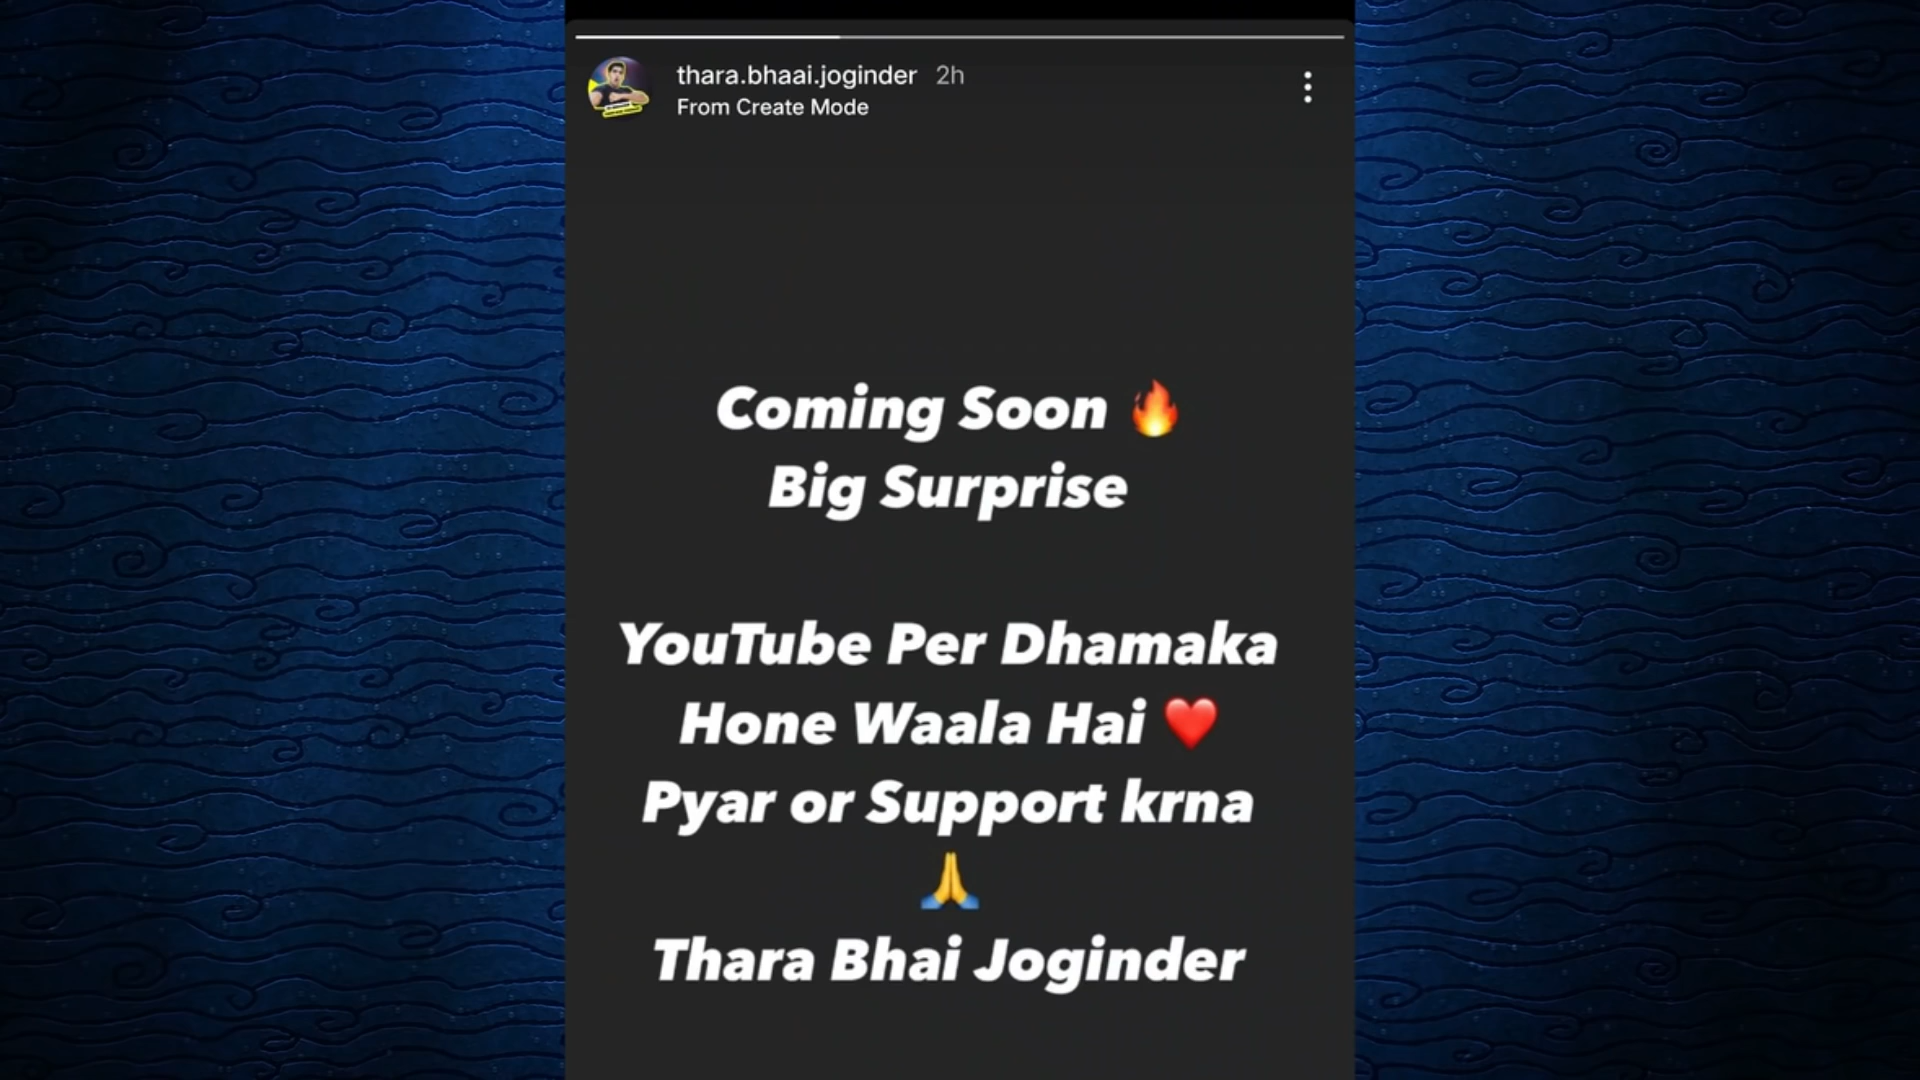 thara.bhaai.joginder 2h
From Create Mode
Coming Soon 🔥
Big Surprise
YouTube Per Dhamaka
Hone Waala Hai ❤️
Pyar or Support krna
🙏
Thara Bhai Joginder